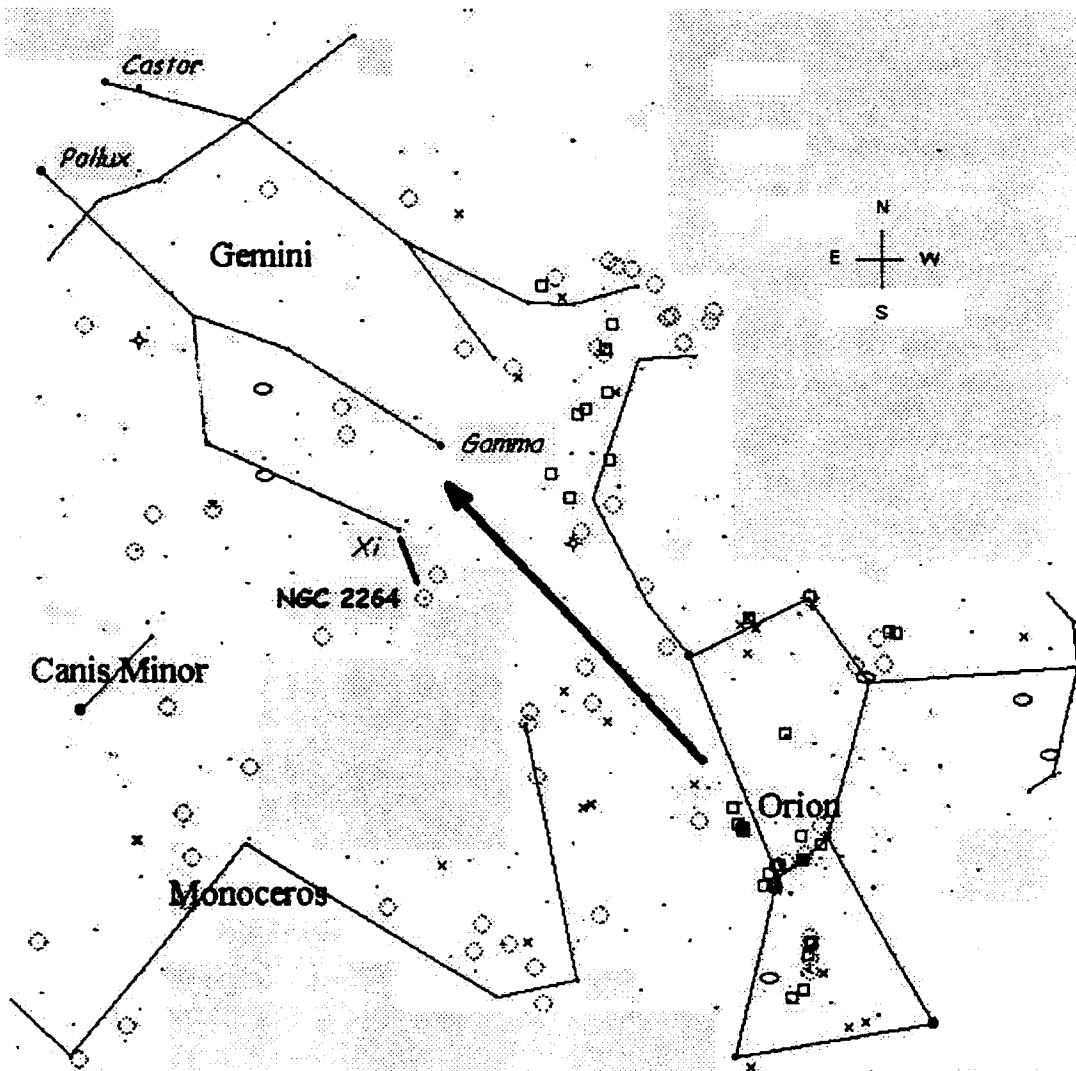 Castor
Pollux
Gemini
N
E W
S
Gamma
Xi
NGC 2264
Canis Minor
Orion
Monoceros